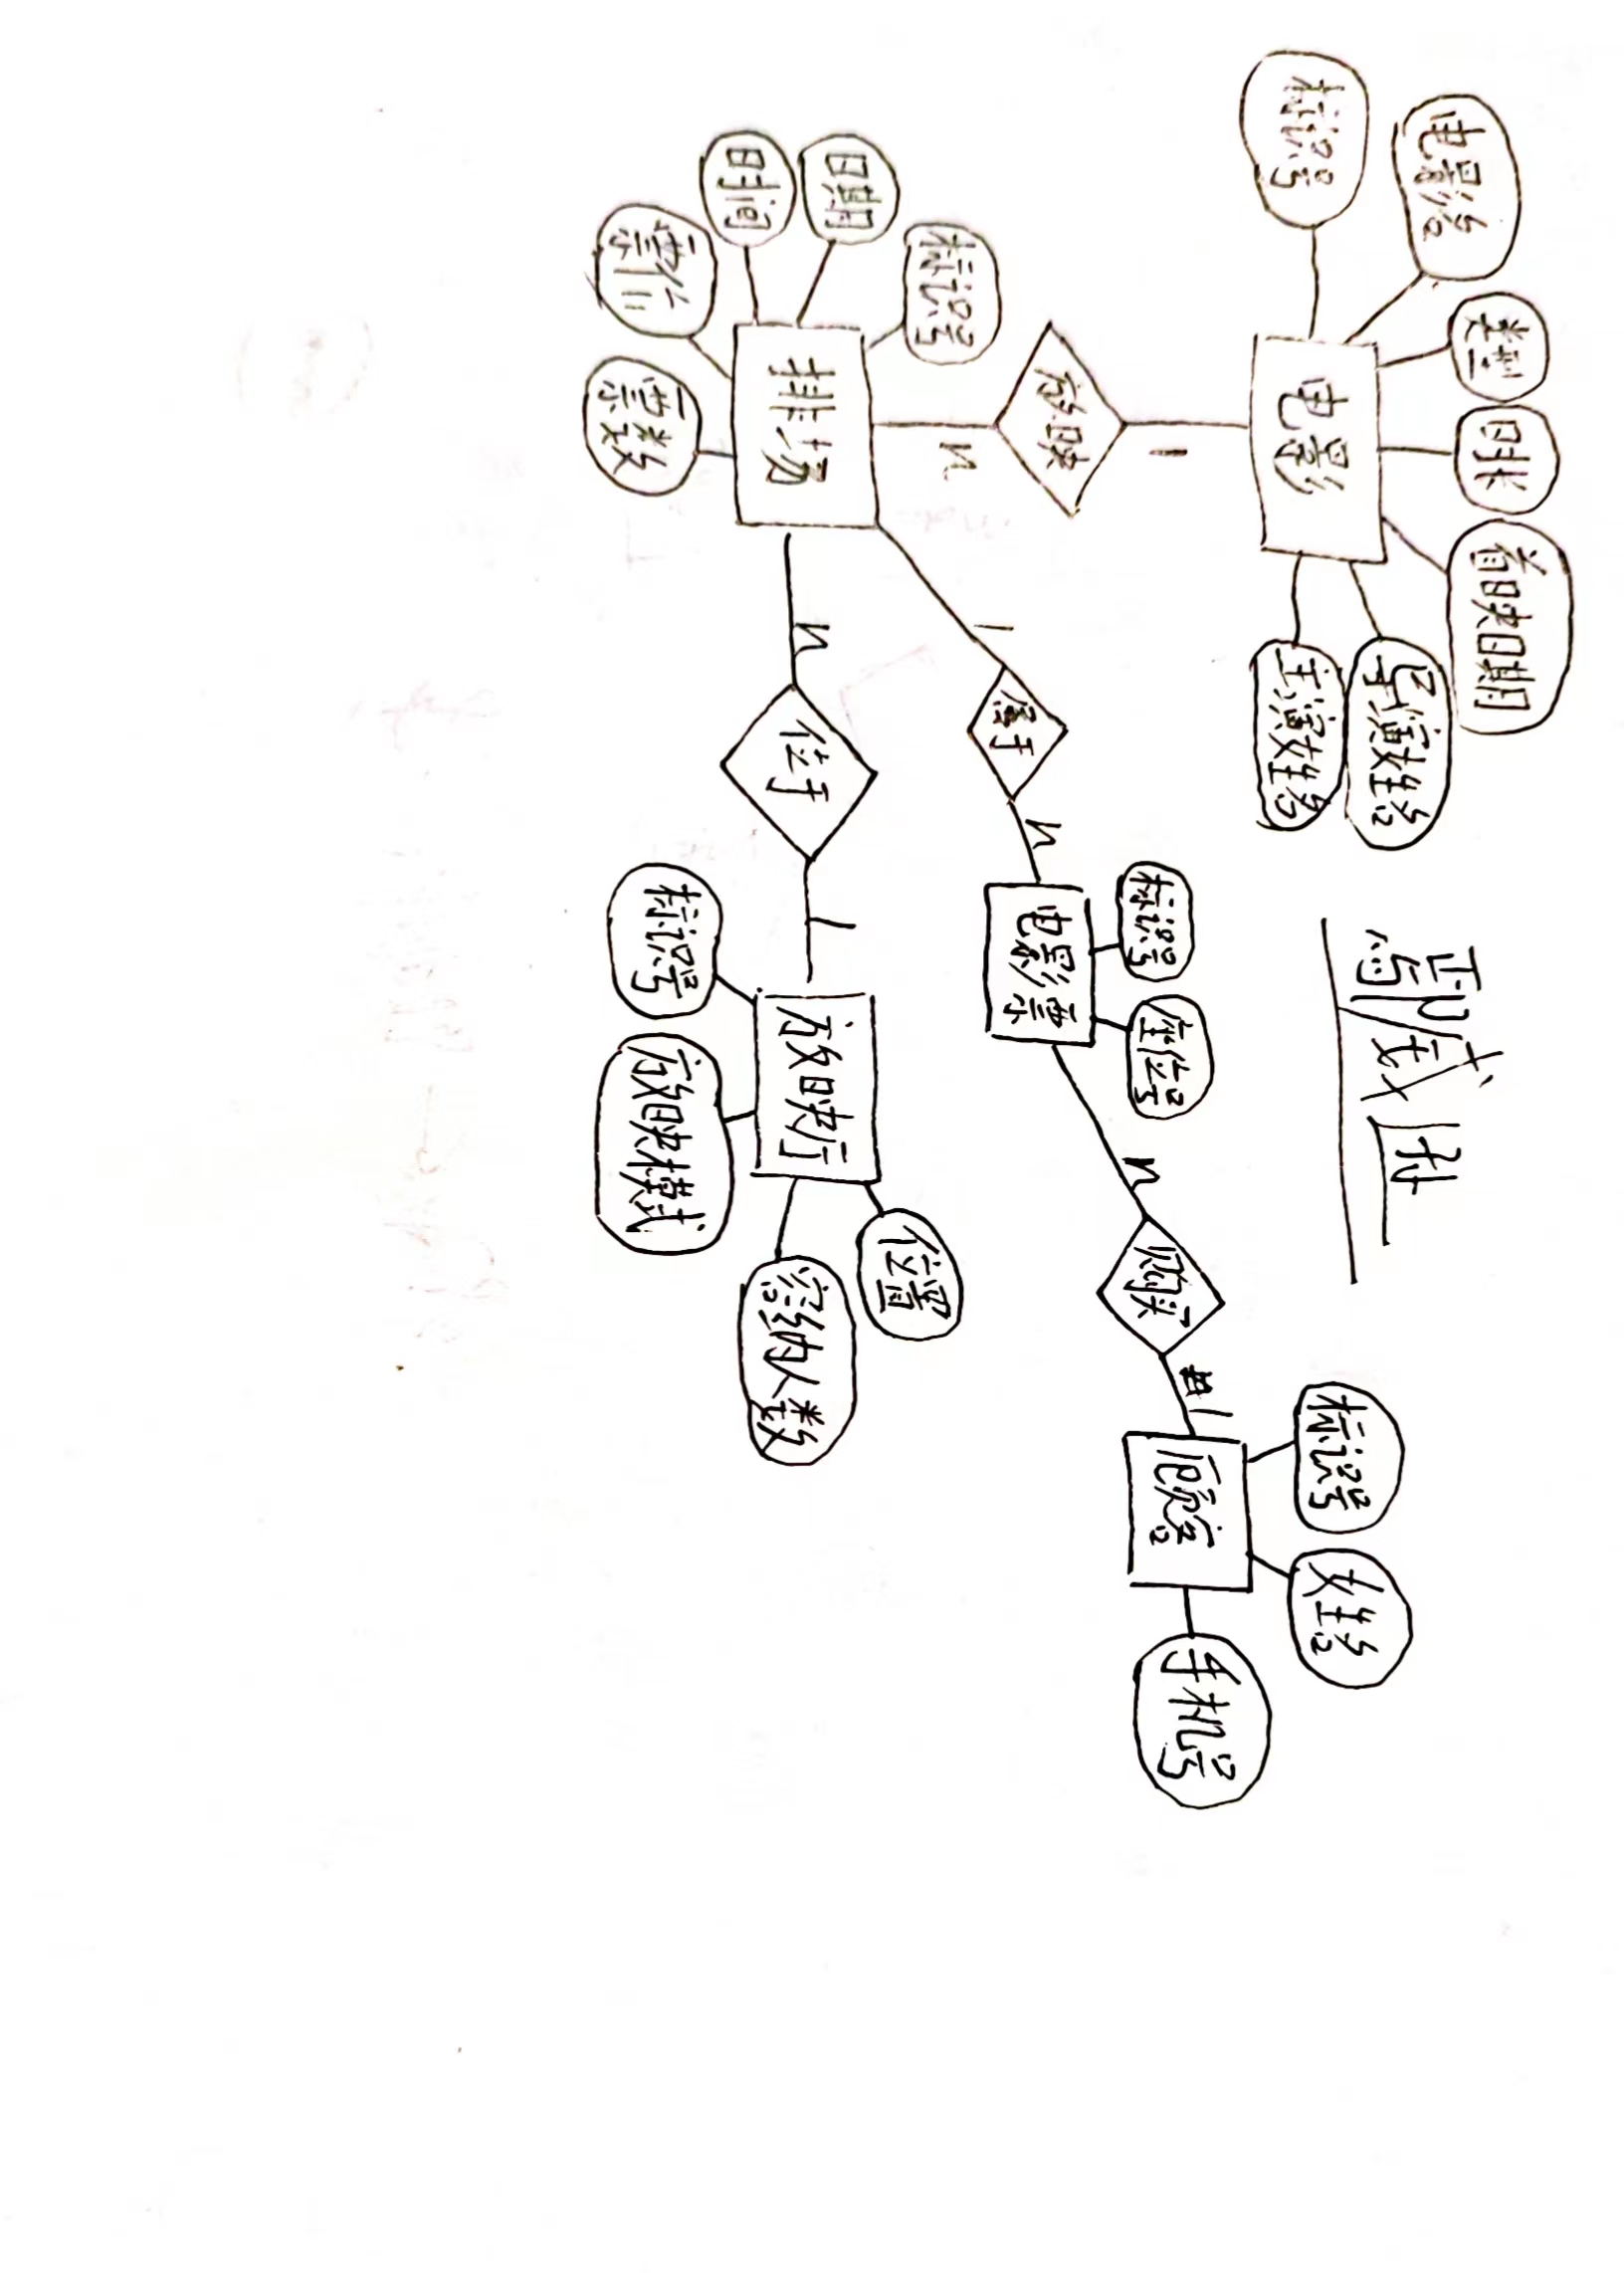 电影名
类型
时长
首映日期
导演姓名
主演姓名
标识号
电影
1
放映
n
鄢威逊
标识号
姓名
手机号
顾客
1
购买
n
标识号
座位号
电影票
n
属于
1
标识号
日期
时间
票价
票数
排场
n
位于
1
放映厅
位置
容纳人数
标识号
放映模式